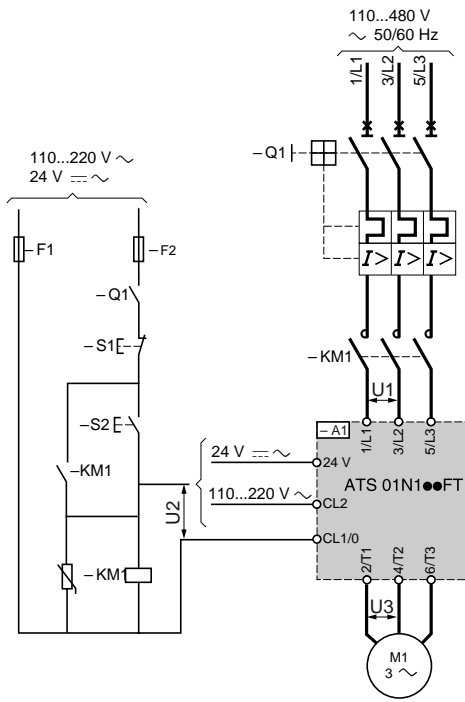 110...480 V
~ 50/60 Hz
1/L1
3/L2
5/L3
–Q1
I>
I>
I>
110...220 V ~
24 V ⎓ ~
–F1
–F2
–Q1
–S1
–S2
–KM1
–KM1
–KM1
U1
– A1
1/L1
3/L2
5/L3
24 V ⎓ ~
24 V
ATS 01N1●●FT
110...220 V ~
CL2
U2
CL1/0
2/T1
4/T2
6/T3
U3
M1
3 ~